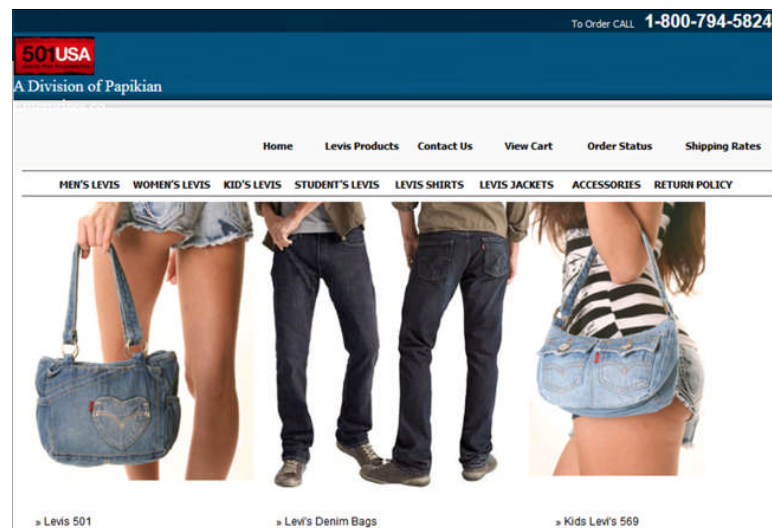 To Order CALL 1-800-794-5824
501USA
A Division of Papikian
Home Levis Products Contact Us View Cart Order Status Shipping Rates
MEN'S LEVIS WOMEN'S LEVIS KID'S LEVIS STUDENT'S LEVIS LEVIS SHIRTS LEVIS JACKETS ACCESSORIES RETURN POLICY
» Levis 501 » Levi's Denim Bags » Kids Levi's 569